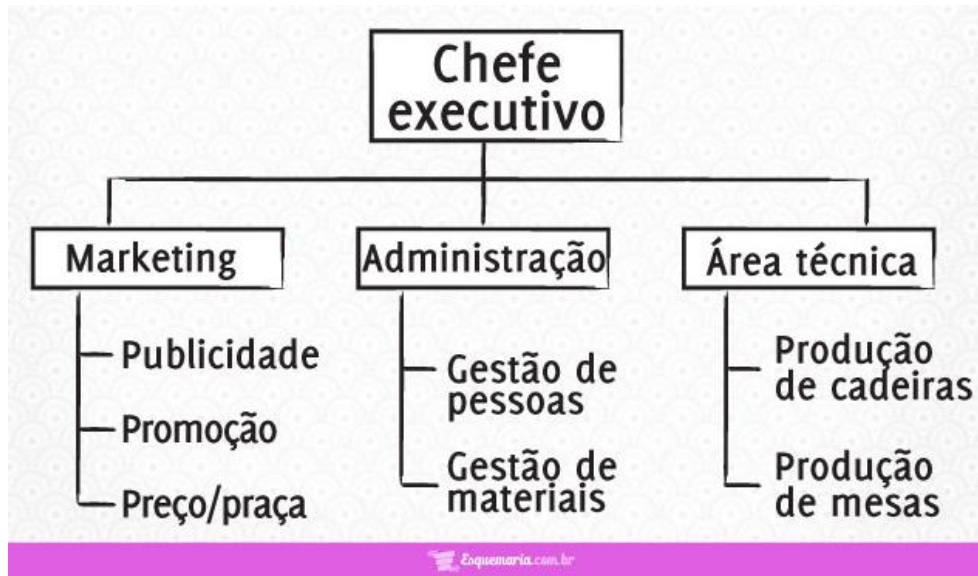 Chefe
executivo
Marketing
Administração
Área técnica
Publicidade
Promoção
Preço/praça
Gestão de
pessoas
Gestão de
materiais
Produção
de cadeiras
Produção
de mesas
Esquemaria.com.br